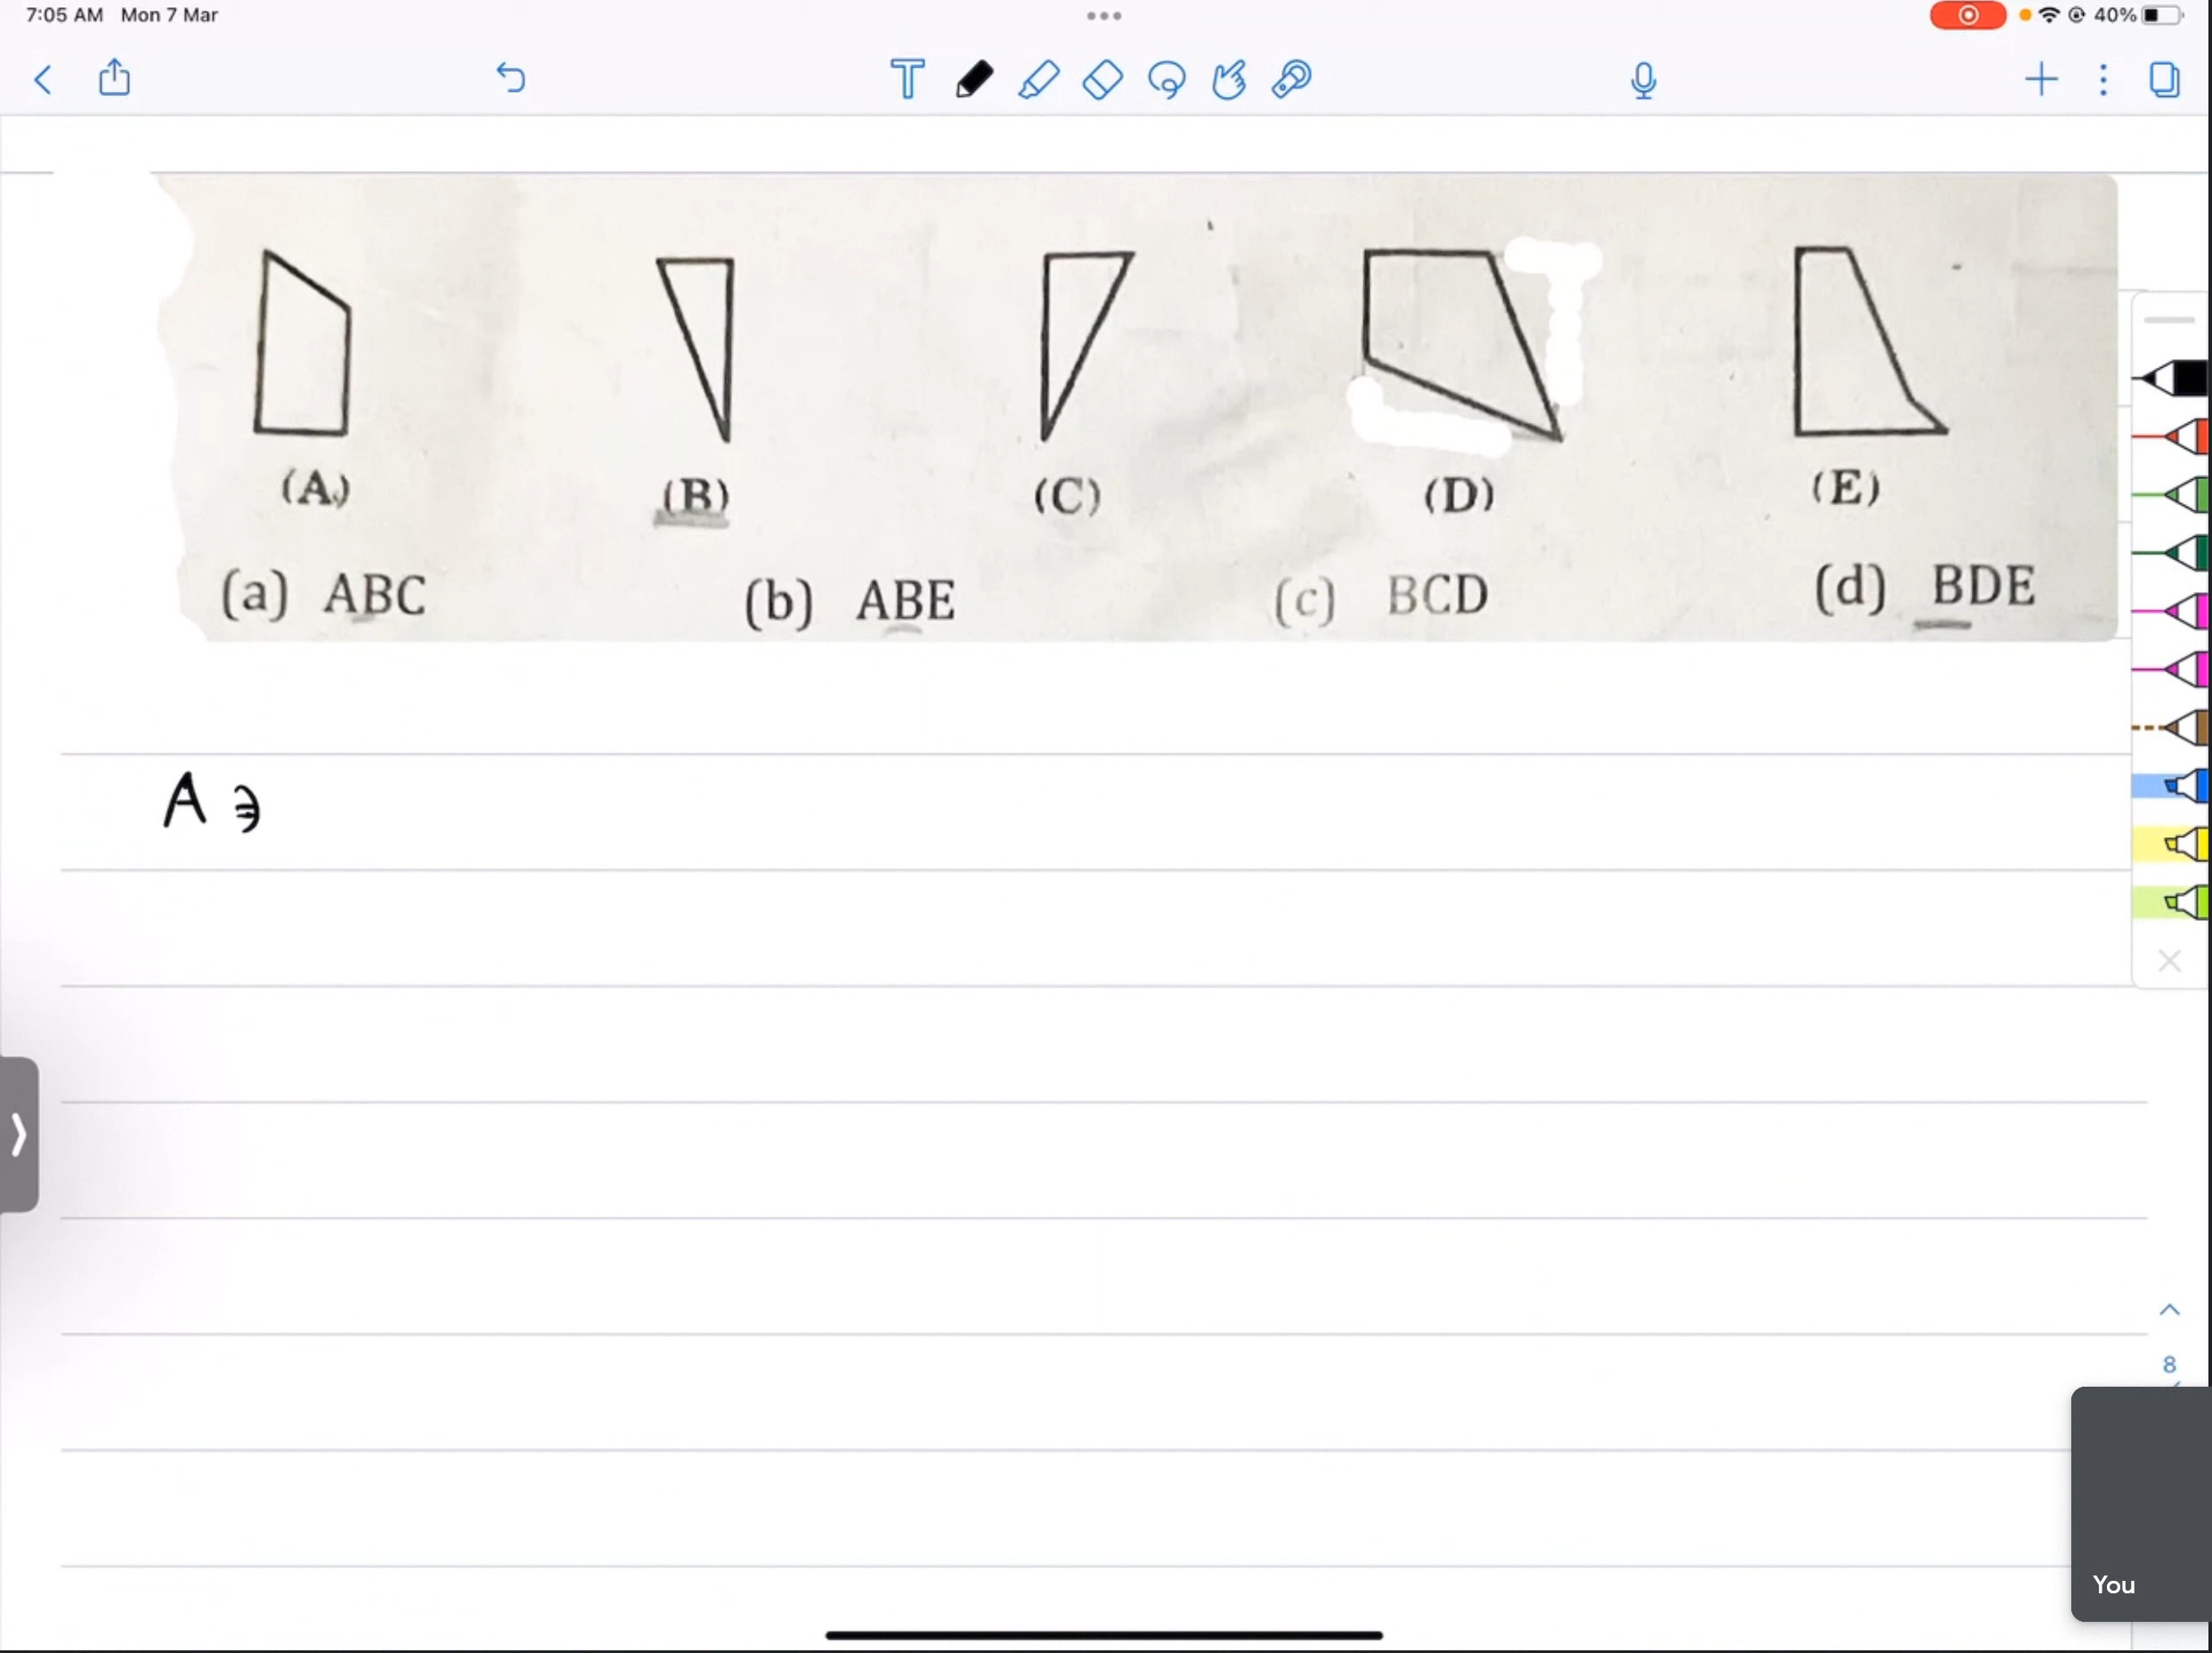 7:05 AM Mon 7 Mar
40%
(A)
(B)
(C)
(D)
(E)
(a) ABC
(b) ABE
(c) BCD
(d) BDE
A
8
You